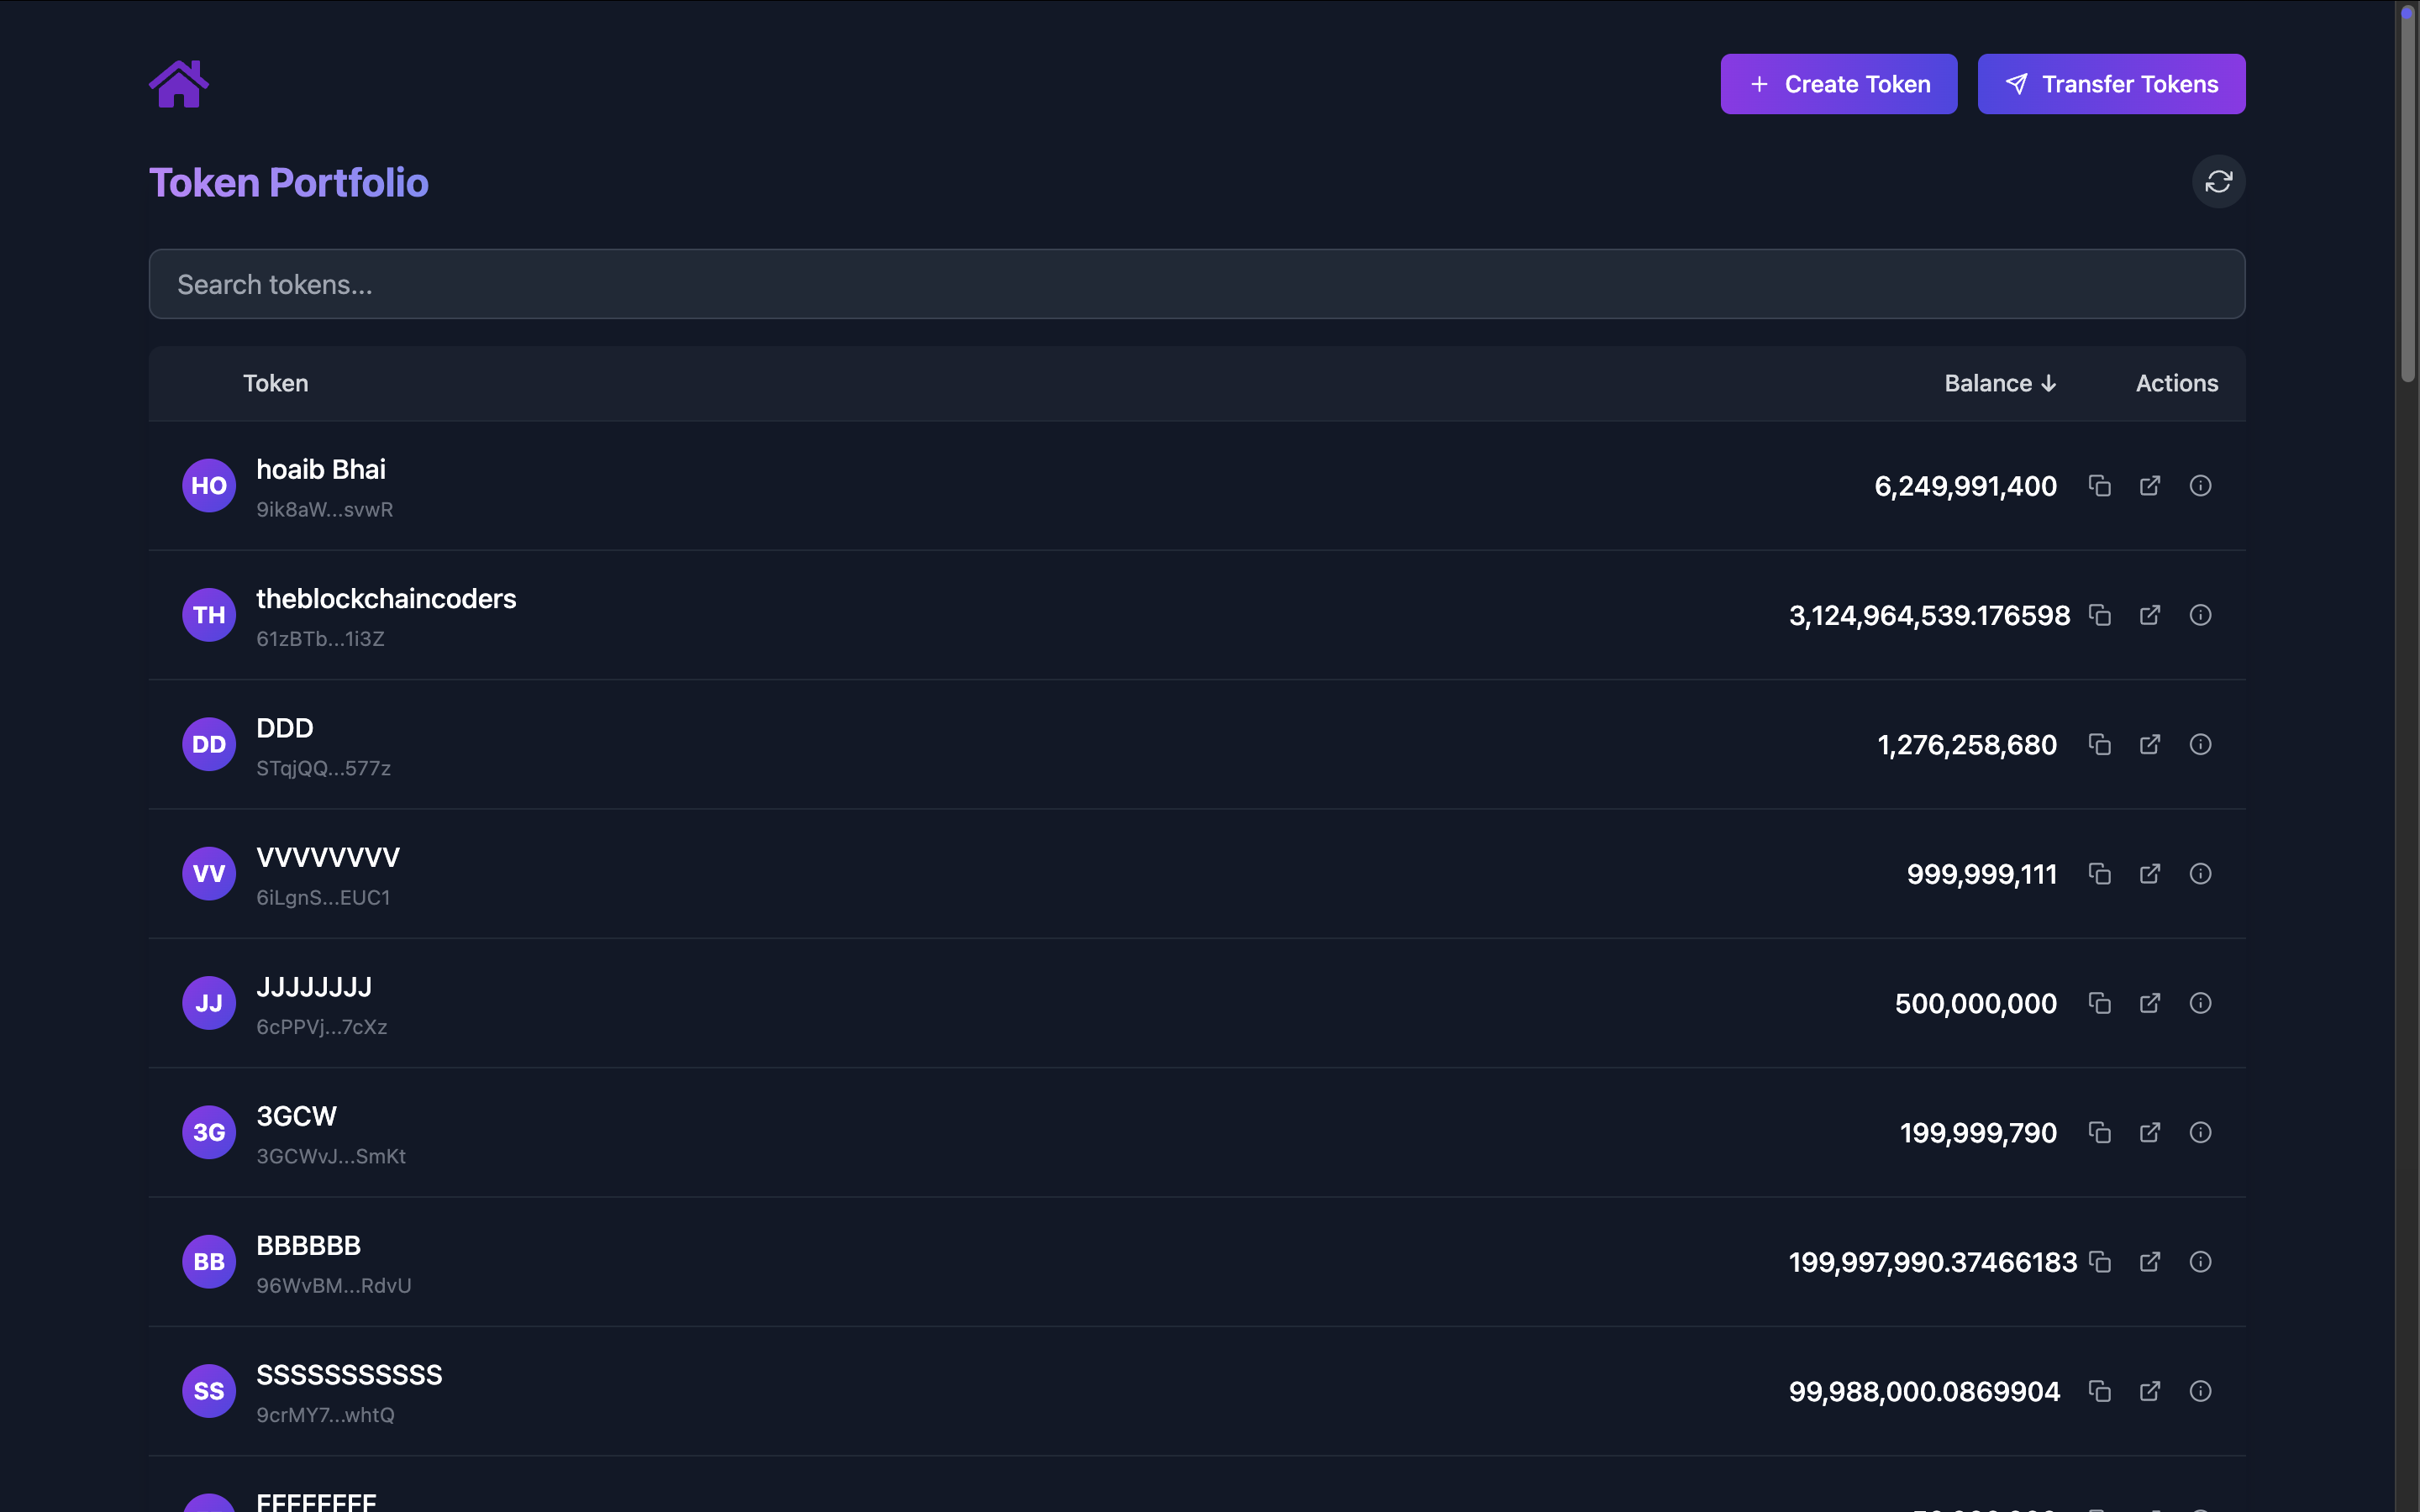 Create Token
Transfer Tokens
Token Portfolio
Search tokens...
Token Balance ↓ Actions
HO hoaib Bhai 6,249,991,400
9ik8aW...svwR
TH theblockchaincoders 3,124,964,539.176598
61zBTb...1i3Z
DD DDD 1,276,258,680
STqjQQ...577z
VV VVVVVVVV 999,999,111
6iLgnS...EUC1
JJ JJJJJJJJ 500,000,000
6cPPVj...7cXz
3G 3GCW 199,999,790
3GCWvJ...SmKt
BB BBBBBB 199,997,990.37466183
96WvBM...RdvU
SS SSSSSSSSSSS 99,988,000.0869904
9crMY7...whtQ